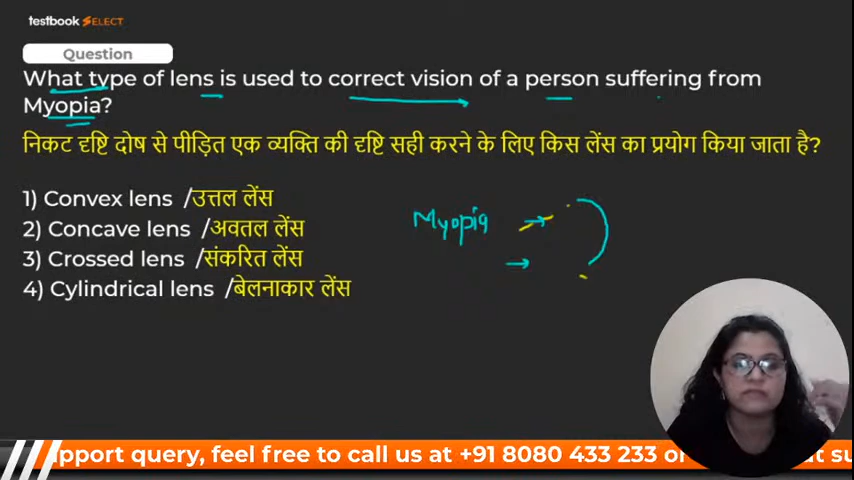 testbook SELECT
Question
What type of lens is used to correct vision of a person suffering from
Myopia?
निकट दृष्टि दोष से पीड़ित एक व्यक्ति की दृष्टि सही करने के लिए किस लेंस का प्रयोग किया जाता है?
1) Convex lens /उत्तल लेंस
2) Concave lens /अवतल लेंस
3) Crossed lens /संकरित लेंस
4) Cylindrical lens /बेलनाकार लेंस
Myopia
pport query, feel free to call us at +91 8080 433 233 or